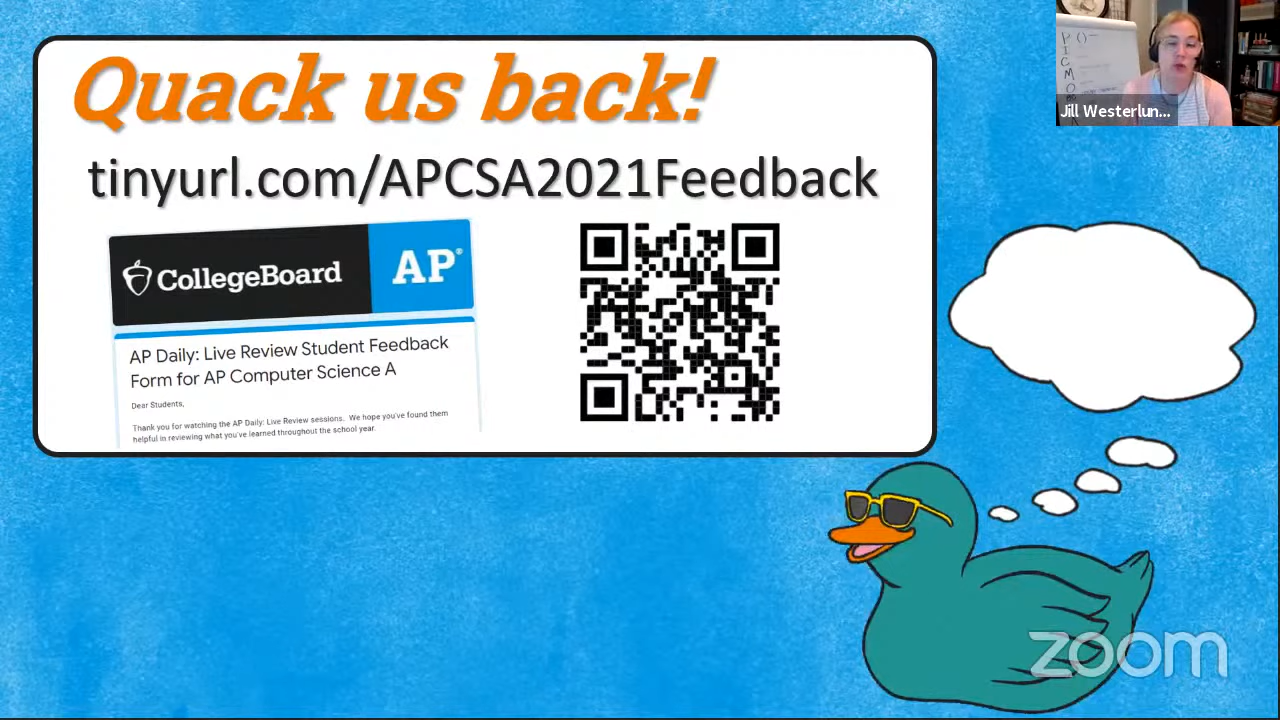 Quack us back!
tinyurl.com/APCSA2021Feedback
CollegeBoard
AP®
AP Daily: Live Review Student Feedback
Form for AP Computer Science A
Dear Students,
Thank you for watching the AP Daily: Live Review sessions. We hope you've found them
helpful in reviewing what you've learned throughout the school year.
P ()
I
C
M
O
Jill Westerlun...
zoom